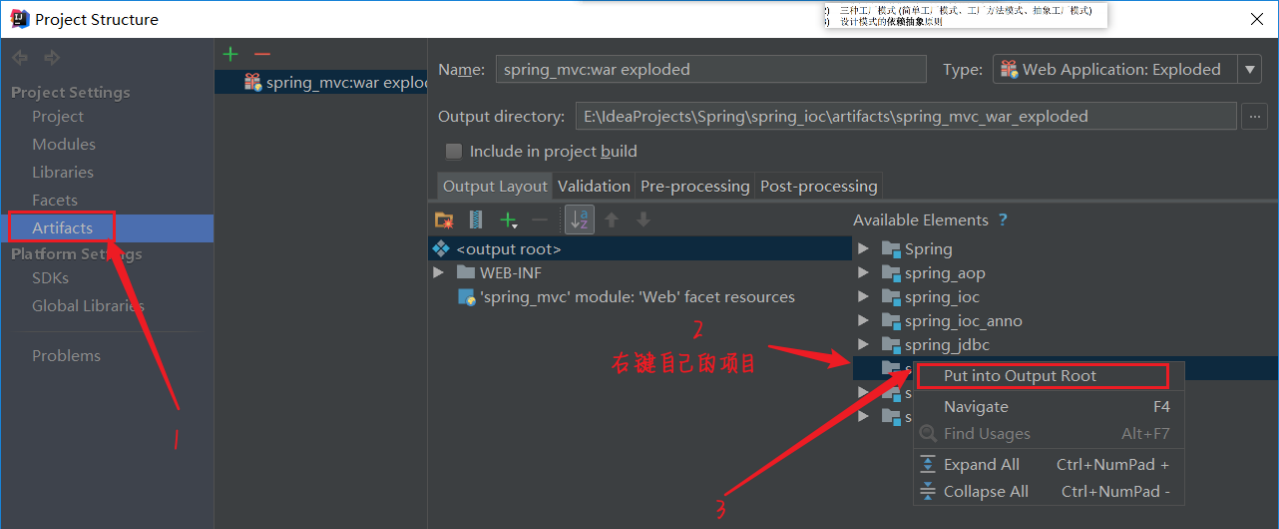 Project Structure
2) 三种工厂模式 (简单工厂模式、工厂方法模式、抽象工厂模式)
3) 设计模式的依赖抽象原则
Project Settings
Project
Modules
Libraries
Facets
Artifacts
Platform Settings
SDKs
Global Libraries
Problems
spring_mvc:war explo
Name: spring_mvc:war exploded
Type: Web Application: Exploded
Output directory: E:\IdeaProjects\Spring\spring_ioc\artifacts\spring_mvc_war_exploded
...
Include in project build
Output Layout Validation Pre-processing Post-processing
<output root>
WEB-INF
'spring_mvc' module: 'Web' facet resources
Available Elements ?
Spring
spring_aop
spring_ioc
spring_ioc_anno
spring_jdbc
s
s
s
Put into Output Root
Navigate F4
Find Usages Alt+F7
Expand All Ctrl+NumPad +
Collapse All Ctrl+NumPad -
1
2
右键自己的项目
3